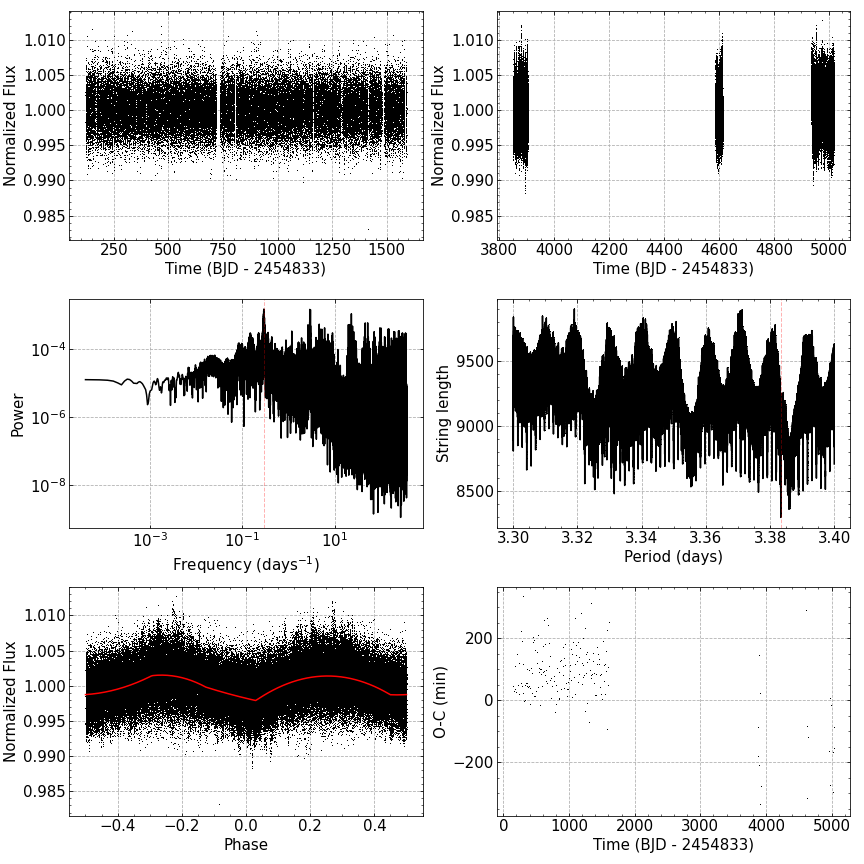 1.010
1.005
1.000
0.995
0.990
0.985
Normalized Flux
250 500 750 1000 1250 1500
Time (BJD - 2454833)
1.010
1.005
1.000
0.995
0.990
0.985
Normalized Flux
3800 4000 4200 4400 4600 4800 5000
Time (BJD - 2454833)
10⁻⁴
10⁻⁶
10⁻⁸
Power
10⁻³ 10⁻¹ 10¹
Frequency (days⁻¹)
9500
9000
8500
String length
3.30 3.32 3.34 3.36 3.38 3.40
Period (days)
1.010
1.005
1.000
0.995
0.990
0.985
Normalized Flux
−0.4 −0.2 0.0 0.2 0.4
Phase
200
0
−200
O-C (min)
0 1000 2000 3000 4000 5000
Time (BJD - 2454833)